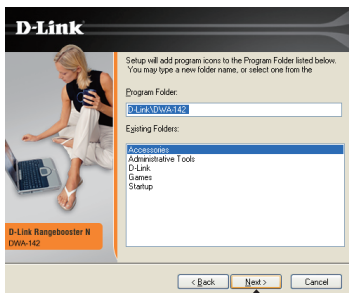 D-Link
Setup will add program icons to the Program Folder listed below.
You may type a new folder name, or select one from the
Program Folder:
D-Link\DWA-142
Existing Folders:
Accessories
Administrative Tools
D-Link
Games
Startup
D-Link Rangebooster N
DWA-142
< Back
Next >
Cancel